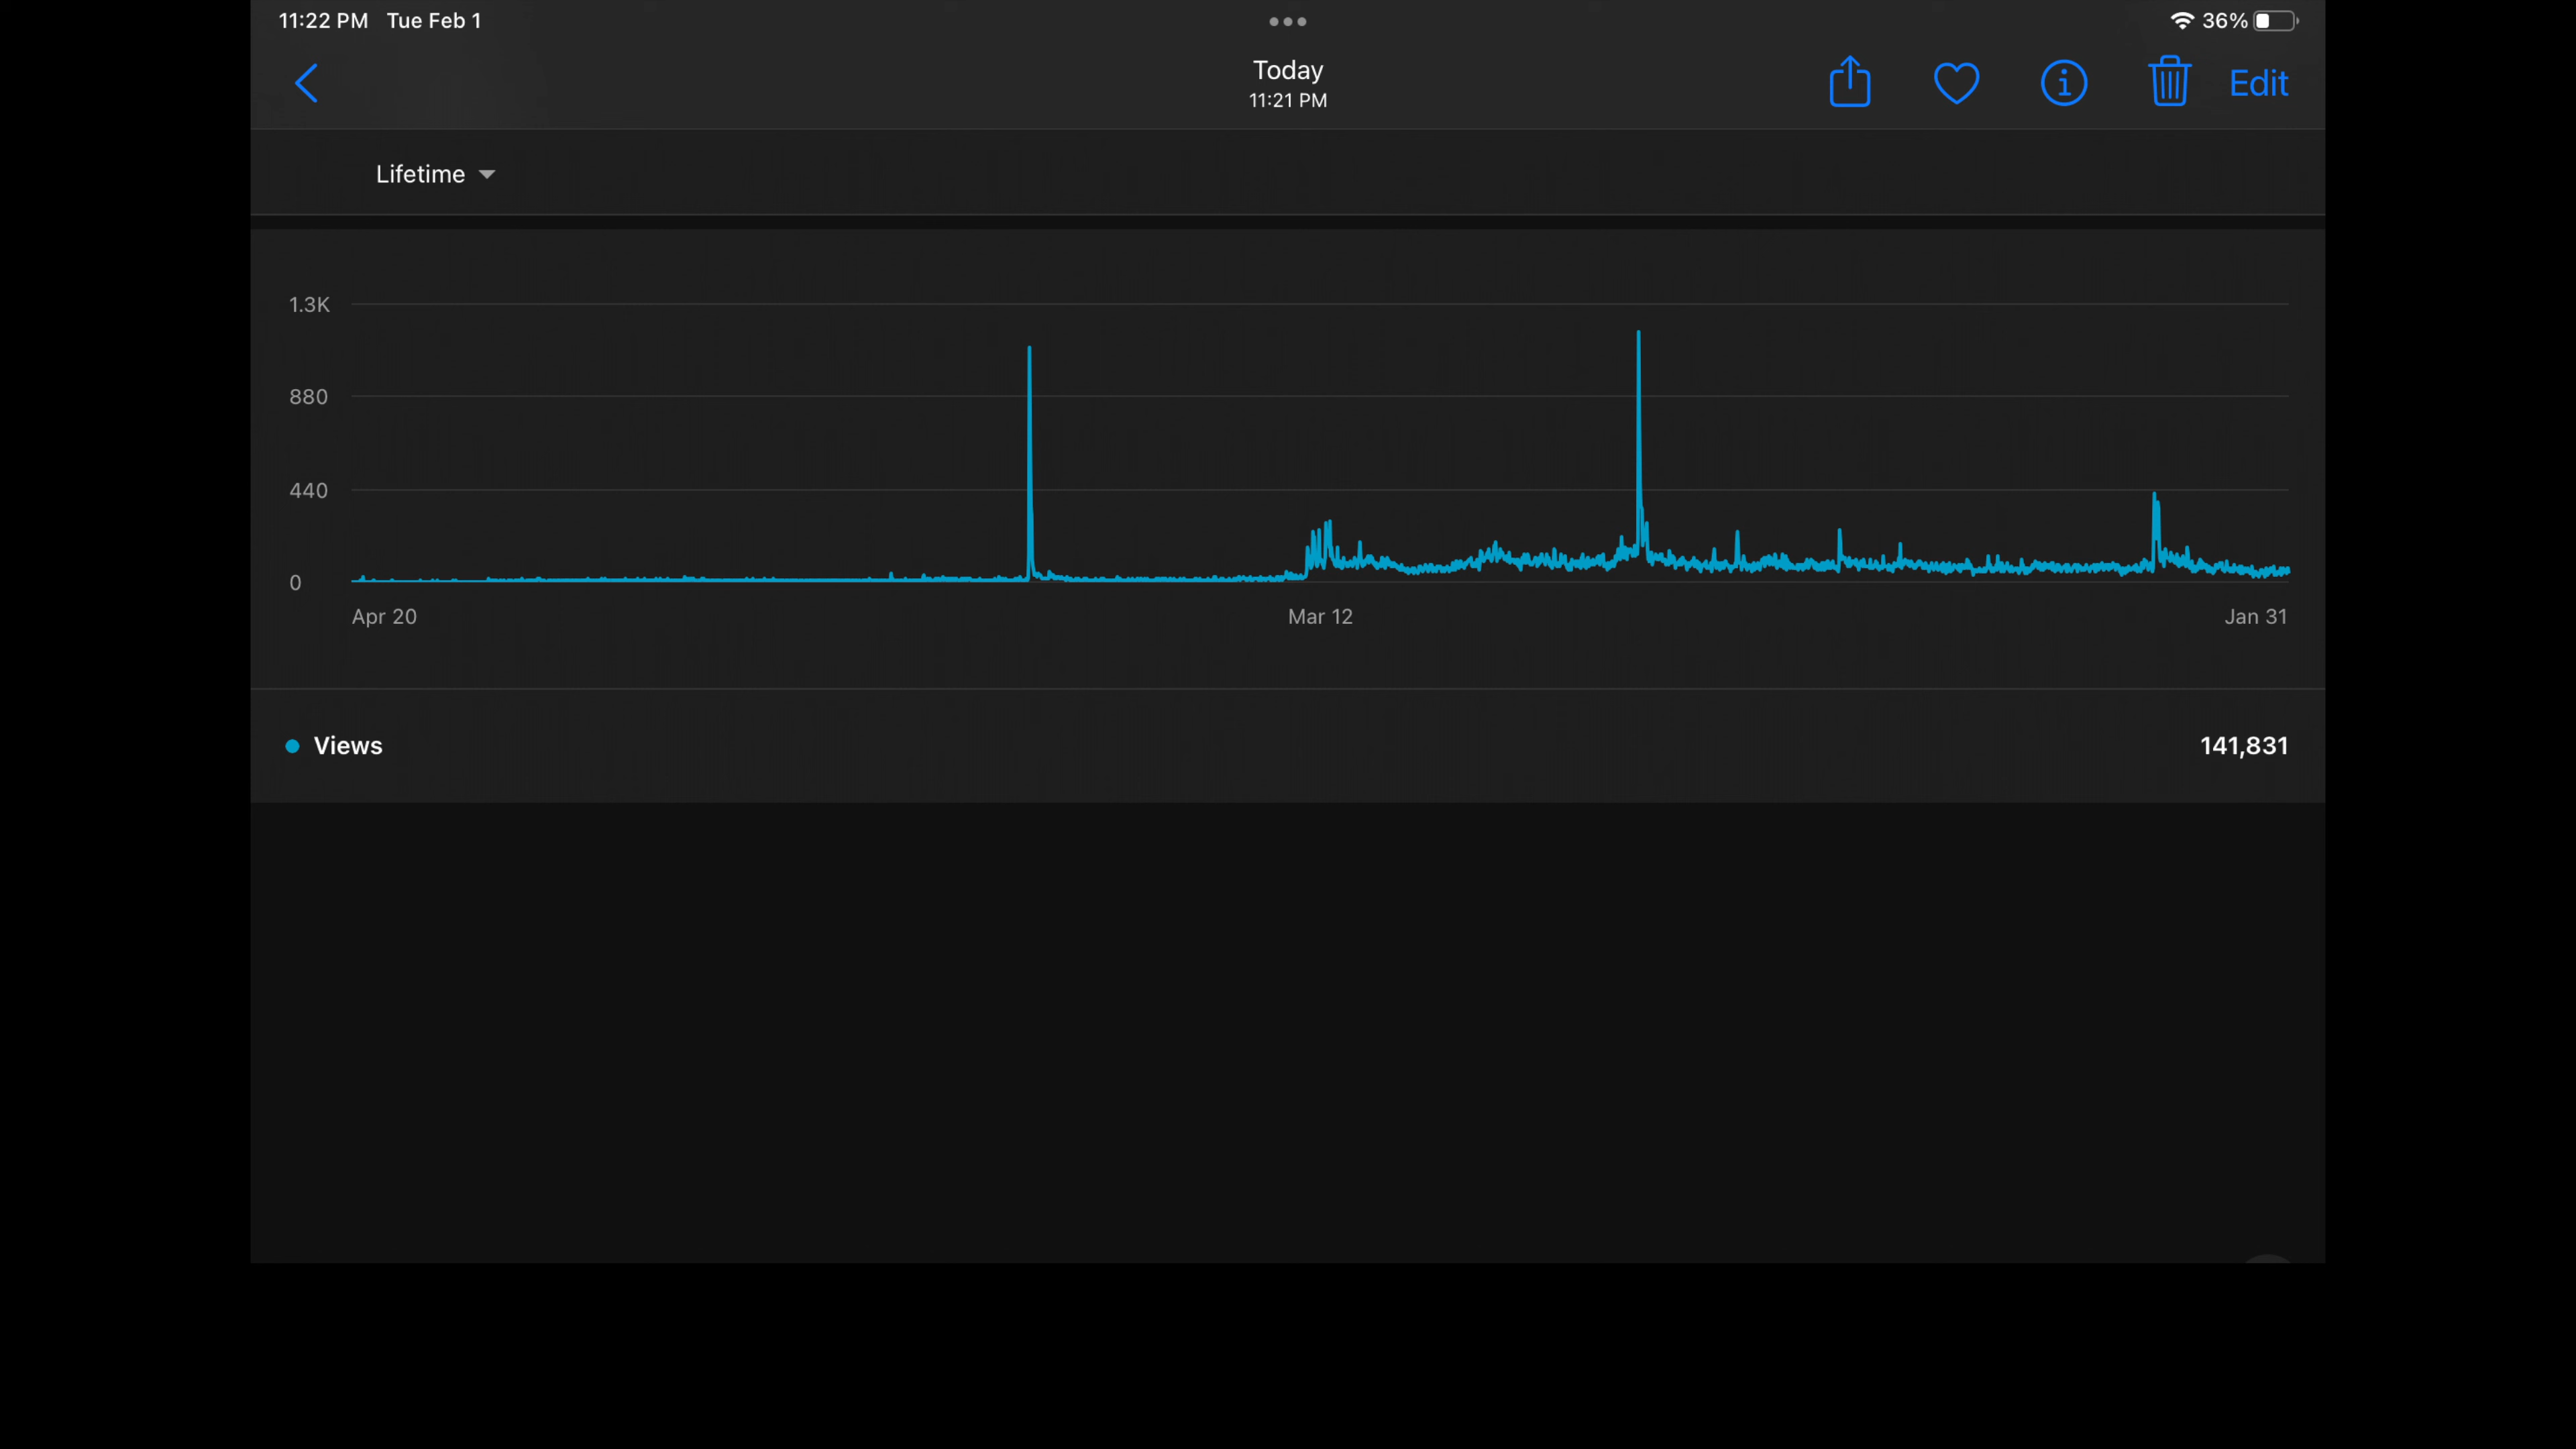 11:22 PM Tue Feb 1
36%
Today
11:21 PM
Edit
Lifetime
1.3K
880
440
0
Apr 20
Mar 12
Jan 31
Views
141,831